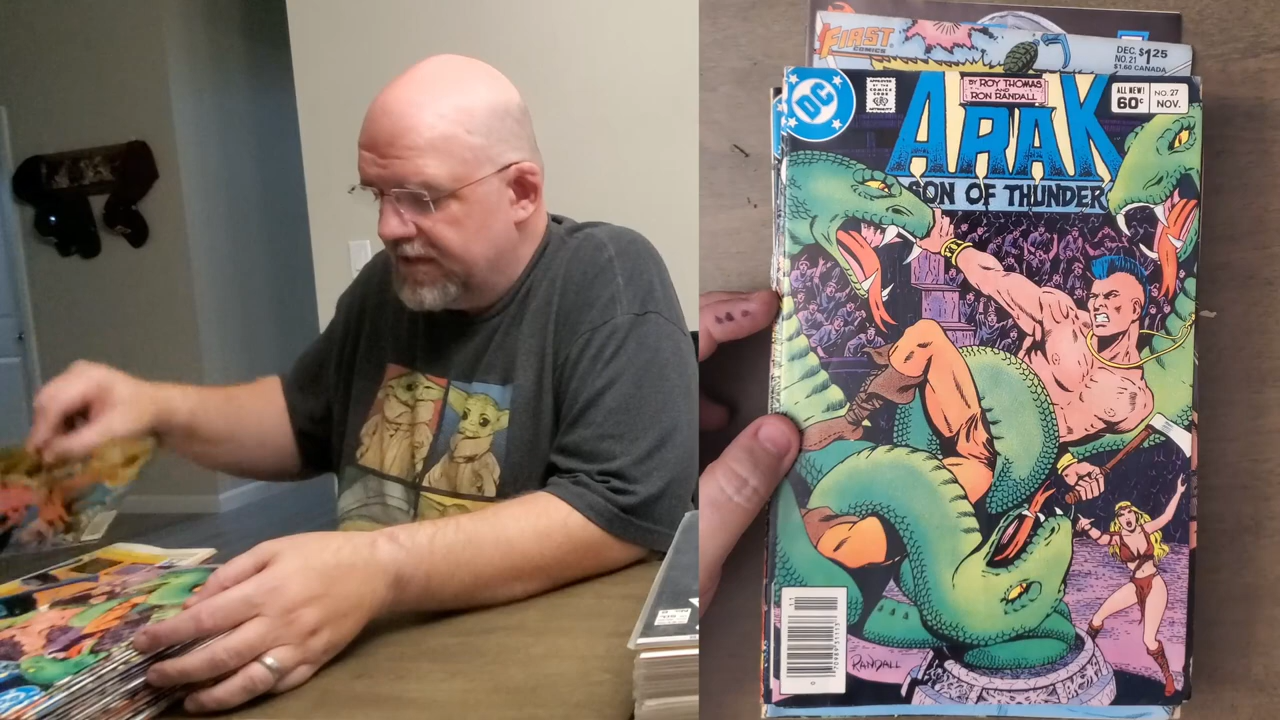 FIRST
COMICS
DEC. $1.25
NO. 21
$1.60 CANADA
DC
APPROVED
BY THE
COMICS
CODE
AUTHORITY
BY ROY THOMAS
AND
RON RANDALL
ALL NEW!
60¢
NO. 27
NOV.
ARAK
SON OF THUNDER
11
RANDALL